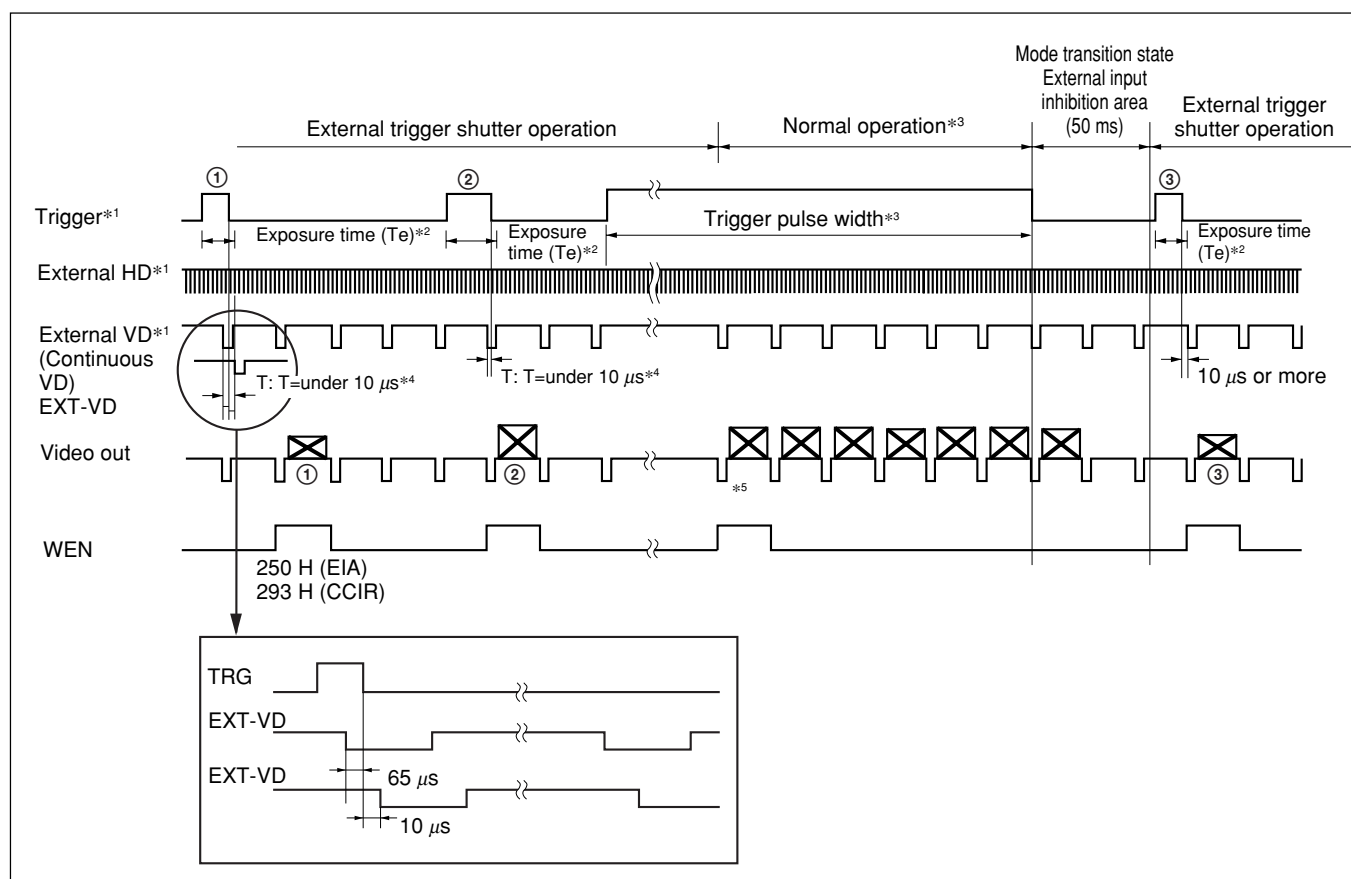 Mode transition state
External input
inhibition area
(50 ms)
External trigger
shutter operation
External trigger shutter operation
Normal operation*3
①
②
③
Trigger*1
Exposure time (Te)*2
Exposure
time (Te)*2
Trigger pulse width*3
Exposure time
(Te)*2
External HD*1
External VD*1
(Continuous
VD)
EXT-VD
T: T=under 10 μs*4
T: T=under 10 μs*4
10 μs or more
Video out
①
②
*5
③
WEN
250 H (EIA)
293 H (CCIR)
TRG
EXT-VD
65 μs
EXT-VD
10 μs